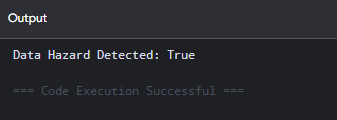 Output
Data Hazard Detected: True
=== Code Execution Successful ===